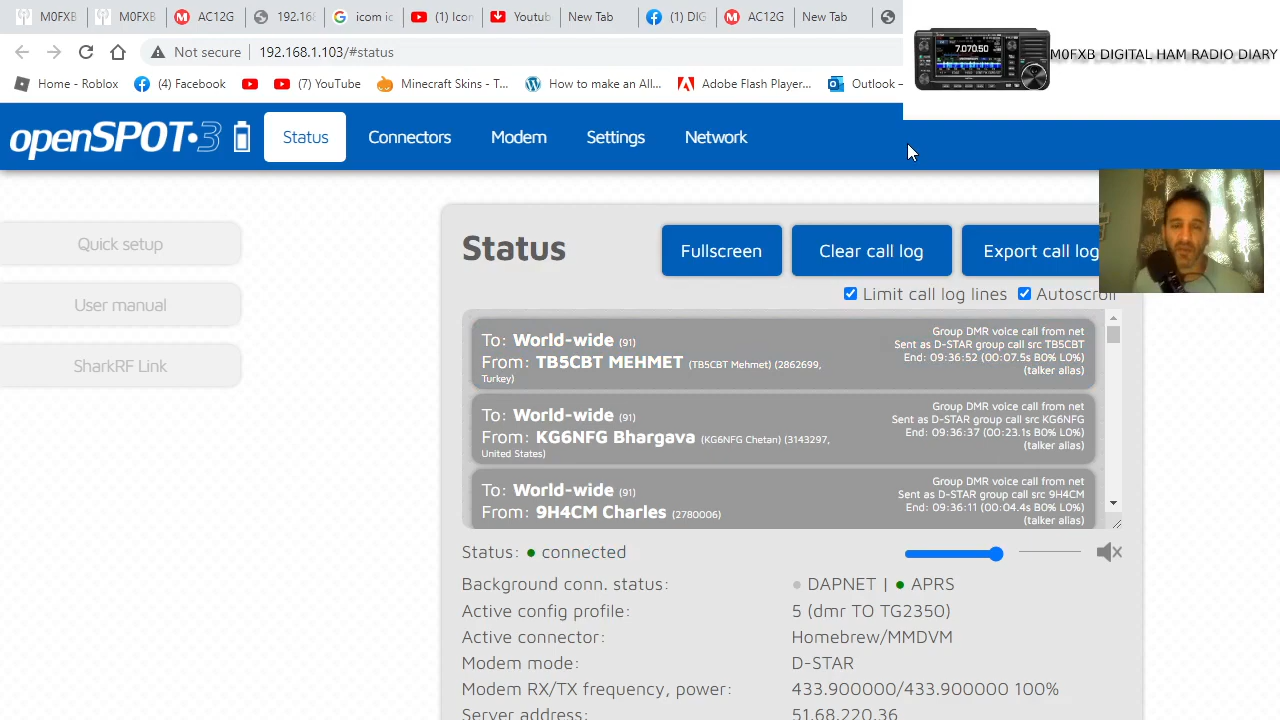 M0FXB
M0FXB
AC12G
192.168
icom ic
(1) Icon
Youtub
New Tab
(1) DIG
AC12G
New Tab
Not secure
192.168.1.103/#status
Home - Roblox
(4) Facebook
(7) YouTube
Minecraft Skins - T...
How to make an All...
Adobe Flash Player...
Outlook –
7.070.50
M0FXB DIGITAL HAM RADIO DIARY
openSPOT·3
Status
Connectors
Modem
Settings
Network
Quick setup
User manual
SharkRF Link
Status
Fullscreen
Clear call log
Export call log
Limit call log lines
Autoscroll
To: World-wide (91)
From: TB5CBT MEHMET (TB5CBT Mehmet) (2862699,
Turkey)
Group DMR voice call from net
Sent as D-STAR group call src TB5CBT
End: 09:36:52 (00:07.5s B0% L0%)
(talker alias)
To: World-wide (91)
From: KG6NFG Bhargava (KG6NFG Chetan) (3143297,
United States)
Group DMR voice call from net
Sent as D-STAR group call src KG6NFG
End: 09:36:37 (00:23.1s B0% L0%)
(talker alias)
To: World-wide (91)
From: 9H4CM Charles (2780006)
Group DMR voice call from net
Sent as D-STAR group call src 9H4CM
End: 09:36:11 (00:04.4s B0% L0%)
(talker alias)
Status: connected
Background conn. status: DAPNET | APRS
Active config profile: 5 (dmr TO TG2350)
Active connector: Homebrew/MMDVM
Modem mode: D-STAR
Modem RX/TX frequency, power: 433.900000/433.900000 100%
Server address: 51.68.220.36